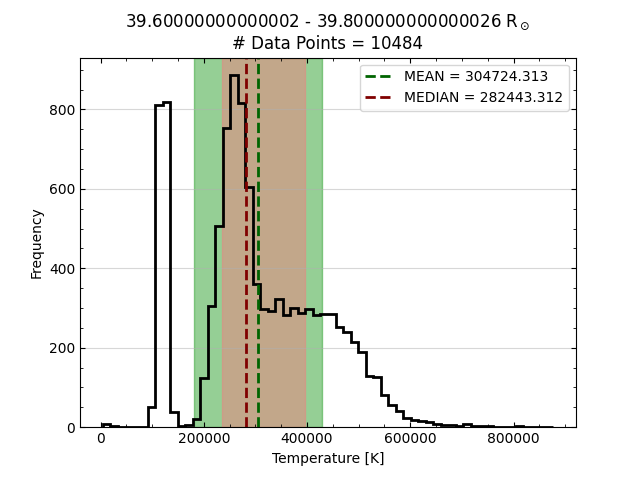 39.60000000000002 - 39.800000000000026 R☉
# Data Points = 10484
MEAN = 304724.313
MEDIAN = 282443.312
Frequency
800
600
400
200
0
0 200000 400000 600000 800000
Temperature [K]